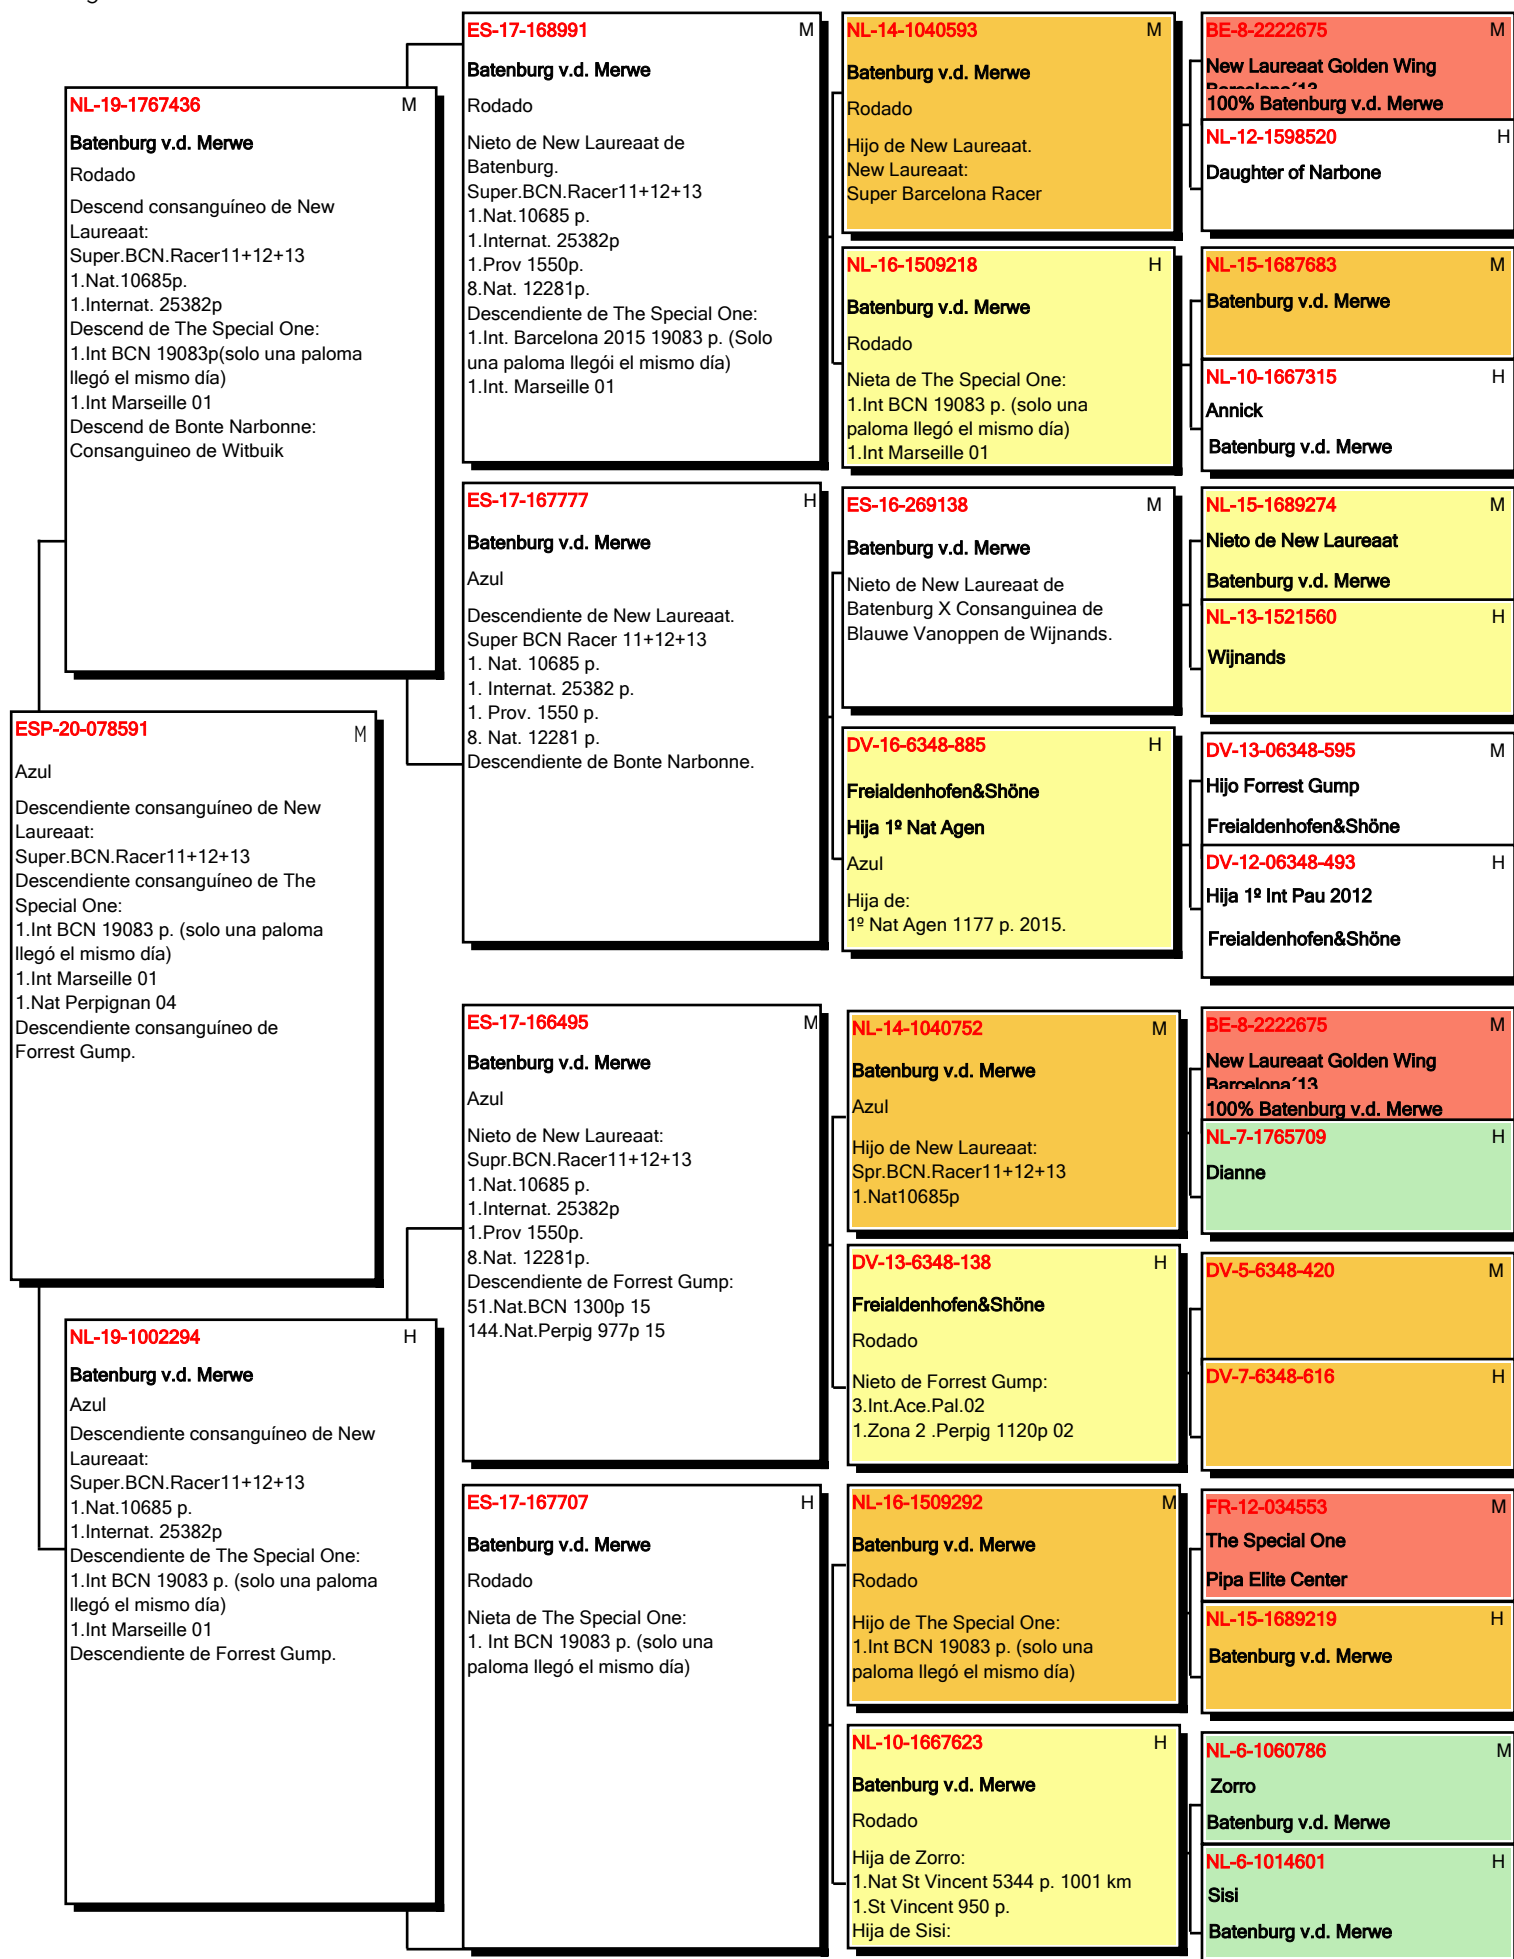 ESP-20-078591 M
Azul
Descendiente consanguíneo de New
Laureaat:
Super.BCN.Racer11+12+13
Descendiente consanguíneo de The
Special One:
1.Int BCN 19083 p. (solo una paloma
llegó el mismo día)
1.Int Marseille 01
1.Nat Perpignan 04
Descendiente consanguíneo de
Forrest Gump.
NL-19-1767436 M
Batenburg v.d. Merwe
Rodado
Descend consanguíneo de New
Laureaat:
Super.BCN.Racer11+12+13
1.Nat.10685p.
1.Internat. 25382p
Descend de The Special One:
1.Int BCN 19083p(solo una paloma
llegó el mismo día)
1.Int Marseille 01
Descend de Bonte Narbonne:
Consanguineo de Witbuik
NL-19-1002294 H
Batenburg v.d. Merwe
Azul
Descendiente consanguíneo de New
Laureaat:
Super.BCN.Racer11+12+13
1.Nat.10685 p.
1.Internat. 25382p
Descendiente de The Special One:
1.Int BCN 19083 p. (solo una paloma
llegó el mismo día)
1.Int Marseille 01
Descendiente de Forrest Gump.
ES-17-168991 M
Batenburg v.d. Merwe
Rodado
Nieto de New Laureaat de
Batenburg.
Super.BCN.Racer11+12+13
1.Nat.10685 p.
1.Internat. 25382p
1.Prov 1550p.
8.Nat. 12281p.
Descendiente de The Special One:
1.Int. Barcelona 2015 19083 p. (Solo
una paloma llegói el mismo día)
1.Int. Marseille 01
ES-17-167777 H
Batenburg v.d. Merwe
Azul
Descendiente de New Laureaat.
Super BCN Racer 11+12+13
1. Nat. 10685 p.
1. Internat. 25382 p.
1. Prov. 1550 p.
8. Nat. 12281 p.
Descendiente de Bonte Narbonne.
ES-17-166495 M
Batenburg v.d. Merwe
Azul
Nieto de New Laureaat:
Supr.BCN.Racer11+12+13
1.Nat.10685 p.
1.Internat. 25382p
1.Prov 1550p.
8.Nat. 12281p.
Descendiente de Forrest Gump:
51.Nat.BCN 1300p 15
144.Nat.Perpig 977p 15
ES-17-167707 H
Batenburg v.d. Merwe
Rodado
Nieta de The Special One:
1. Int BCN 19083 p. (solo una
paloma llegó el mismo día)
NL-14-1040593 M
Batenburg v.d. Merwe
Rodado
Hijo de New Laureaat.
New Laureaat:
Super Barcelona Racer
NL-16-1509218 H
Batenburg v.d. Merwe
Rodado
Nieta de The Special One:
1.Int BCN 19083 p. (solo una
paloma llegó el mismo día)
1.Int Marseille 01
ES-16-269138 M
Batenburg v.d. Merwe
Nieto de New Laureaat de
Batenburg X Consanguinea de
Blauwe Vanoppen de Wijnands.
DV-16-6348-885 H
Freialdenhofen&Shöne
Hija 1º Nat Agen
Azul
Hija de:
1º Nat Agen 1177 p. 2015.
NL-14-1040752 M
Batenburg v.d. Merwe
Azul
Hijo de New Laureaat:
Spr.BCN.Racer11+12+13
1.Nat10685p
DV-13-6348-138 H
Freialdenhofen&Shöne
Rodado
Nieto de Forrest Gump:
3.Int.Ace.Pal.02
1.Zona 2 .Perpig 1120p 02
NL-16-1509292 M
Batenburg v.d. Merwe
Rodado
Hijo de The Special One:
1.Int BCN 19083 p. (solo una
paloma llegó el mismo día)
NL-10-1667623 H
Batenburg v.d. Merwe
Rodado
Hija de Zorro:
1.Nat St Vincent 5344 p. 1001 km
1.St Vincent 950 p.
Hija de Sisi:
BE-8-2222675 M
New Laureaat Golden Wing
Barcelona´13
100% Batenburg v.d. Merwe
NL-12-1598520 H
Daughter of Narbone
NL-15-1687683 M
Batenburg v.d. Merwe
NL-10-1667315 H
Annick
Batenburg v.d. Merwe
NL-15-1689274 M
Nieto de New Laureaat
Batenburg v.d. Merwe
NL-13-1521560 H
Wijnands
DV-13-06348-595 M
Hijo Forrest Gump
Freialdenhofen&Shöne
DV-12-06348-493 H
Hija 1º Int Pau 2012
Freialdenhofen&Shöne
BE-8-2222675 M
New Laureaat Golden Wing
Barcelona´13
100% Batenburg v.d. Merwe
NL-7-1765709 H
Dianne
DV-5-6348-420 M
DV-7-6348-616 H
FR-12-034553 M
The Special One
Pipa Elite Center
NL-15-1689219 H
Batenburg v.d. Merwe
NL-6-1060786 M
Zorro
Batenburg v.d. Merwe
NL-6-1014601 H
Sisi
Batenburg v.d. Merwe